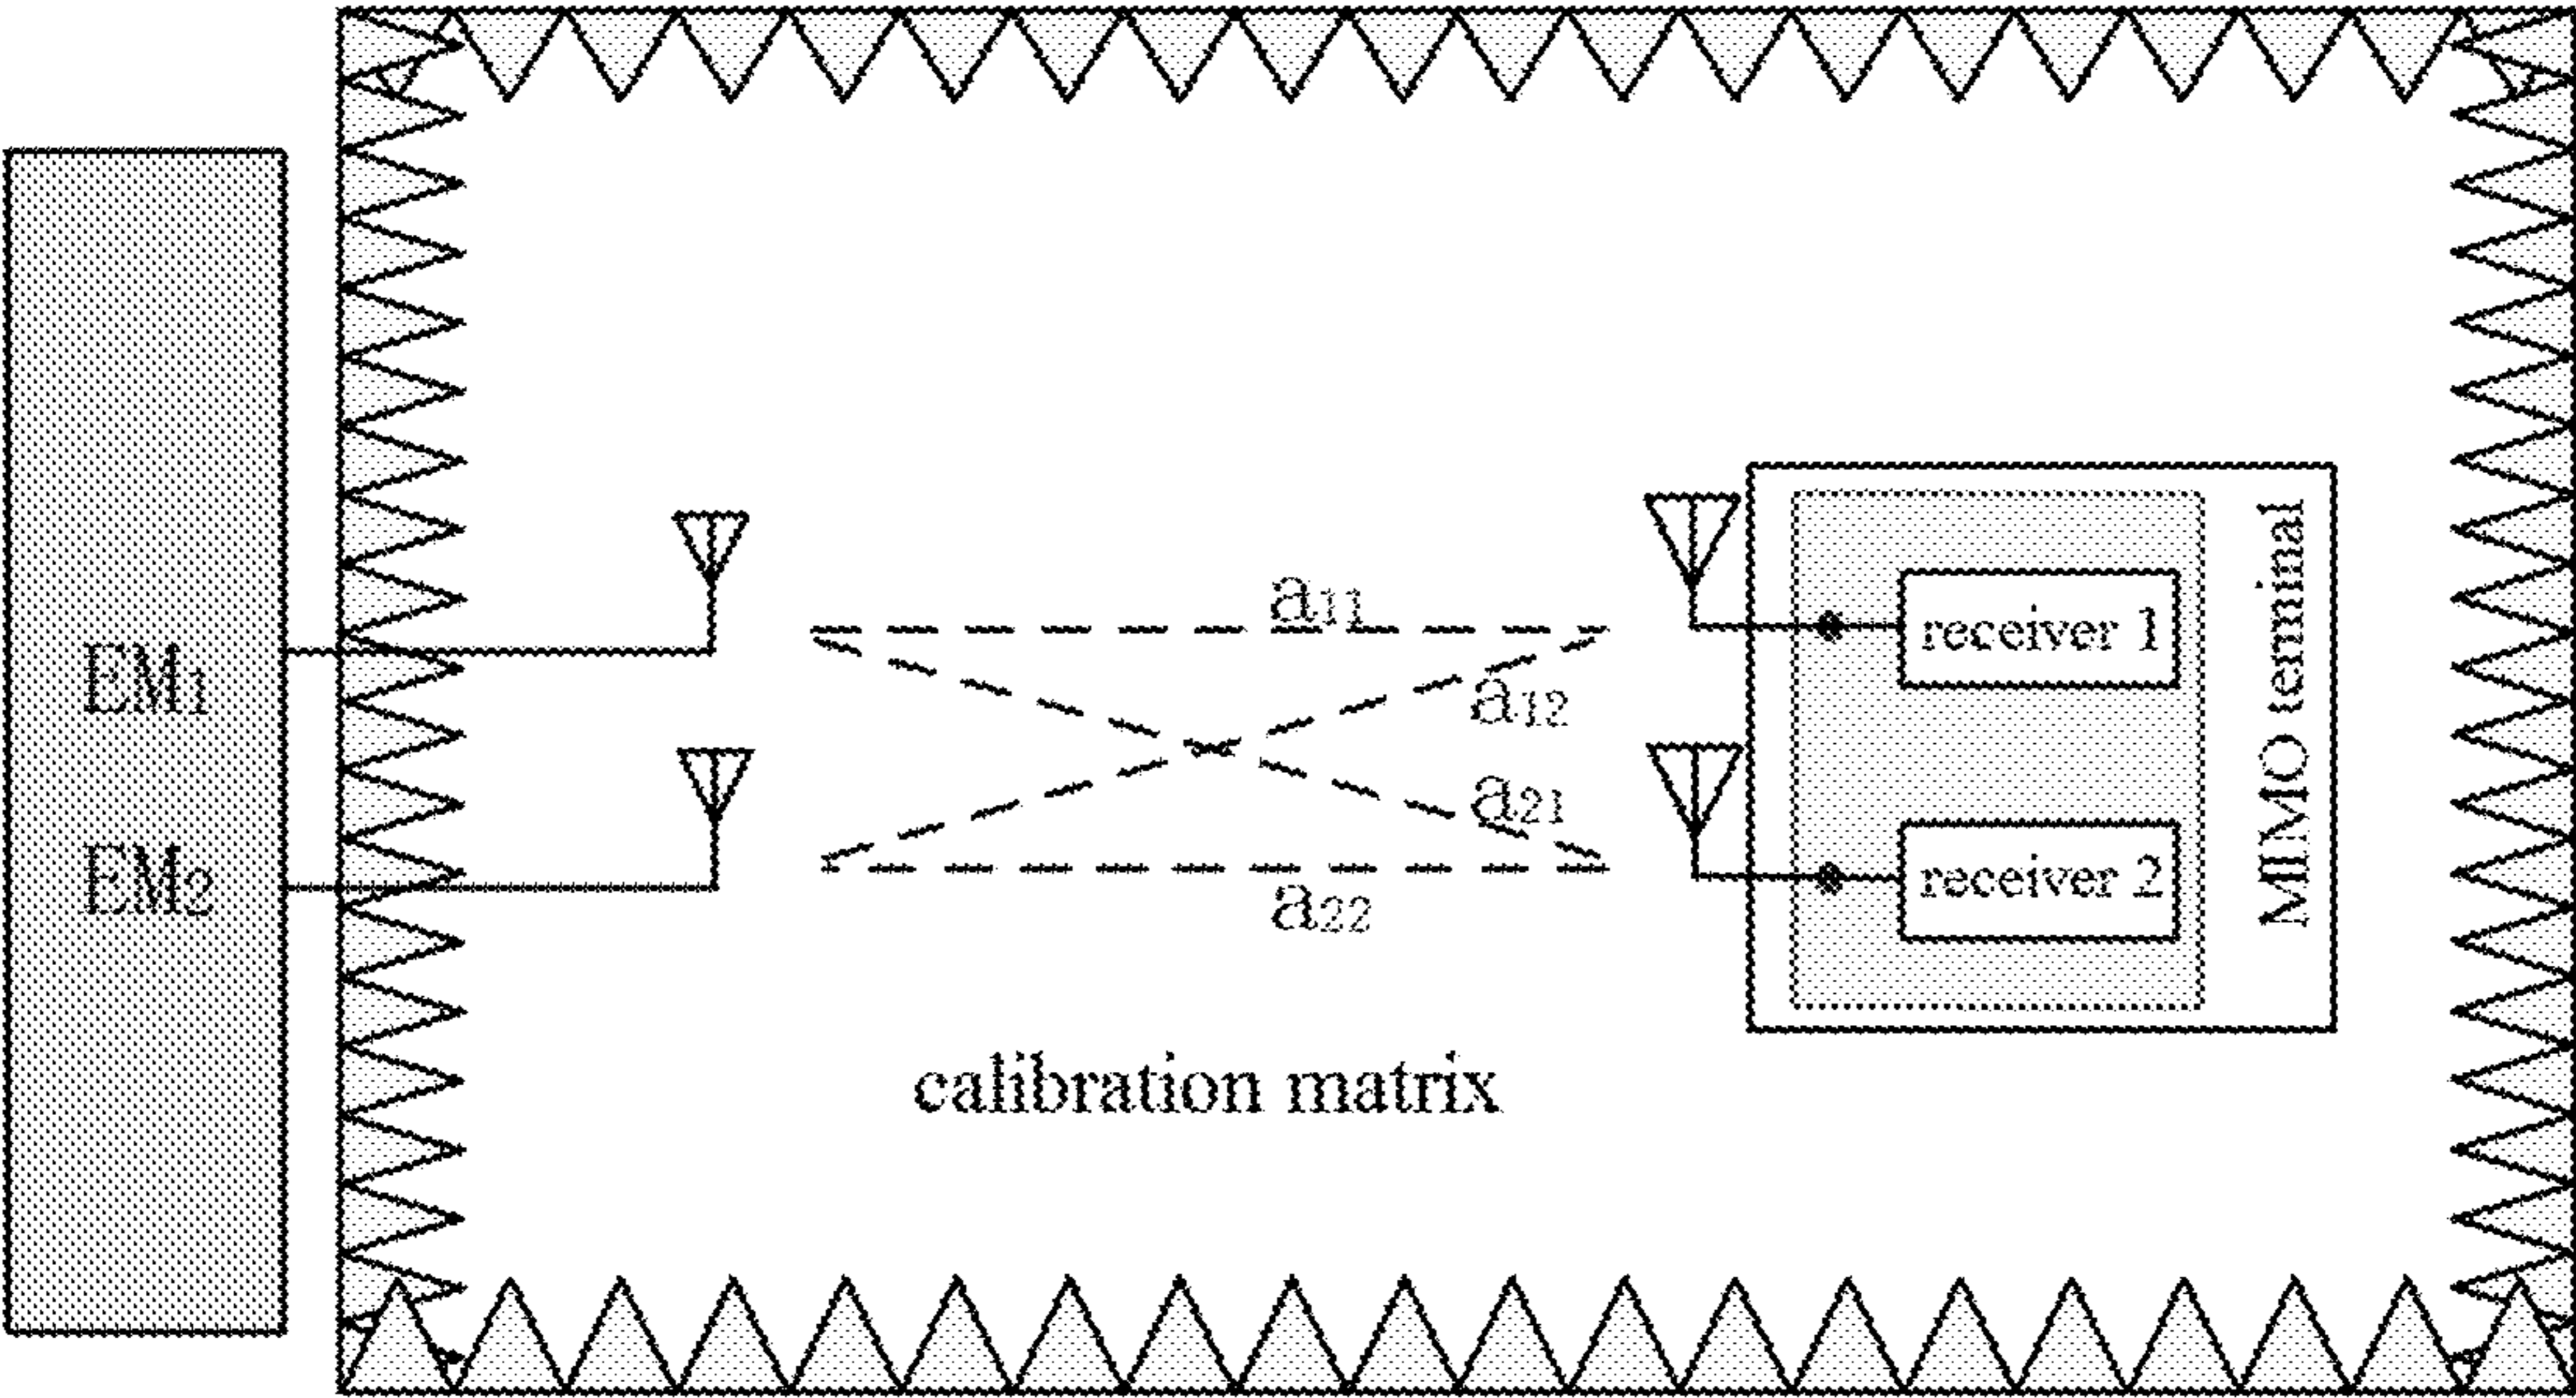 EM1
EM2
a11
a12
a21
a22
calibration matrix
receiver 1
receiver 2
MIMO terminal